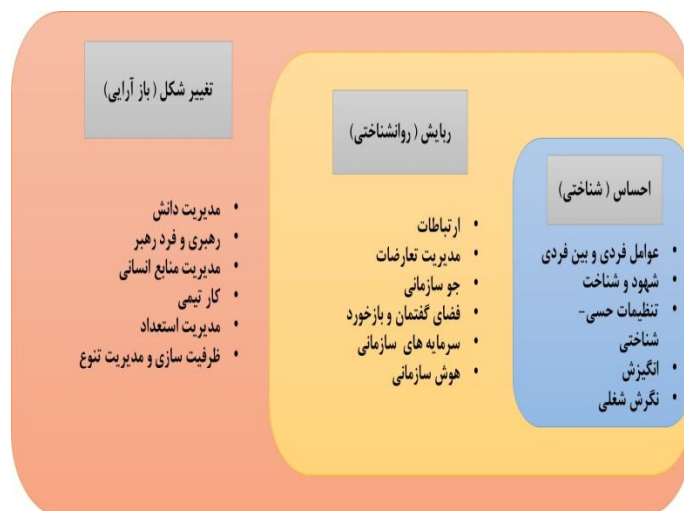 احساس ( شناختی)
عوامل فردی و بین فردی
شهود و شناخت
تنظیمات حسی-
شناختی
انگیزش
نگرش شغلی
ربایش ( روانشناختی)
ارتباطات
مدیریت تعارضات
جو سازمانی
فضای گفتمان و بازخورد
سرمایه های سازمانی
هوش سازمانی
تغییر شکل ( باز آرایی)
مدیریت دانش
رهبری و فرد رهبر
مدیریت منابع انسانی
کار تیمی
مدیریت استعداد
ظرفیت سازی و مدیریت تنوع